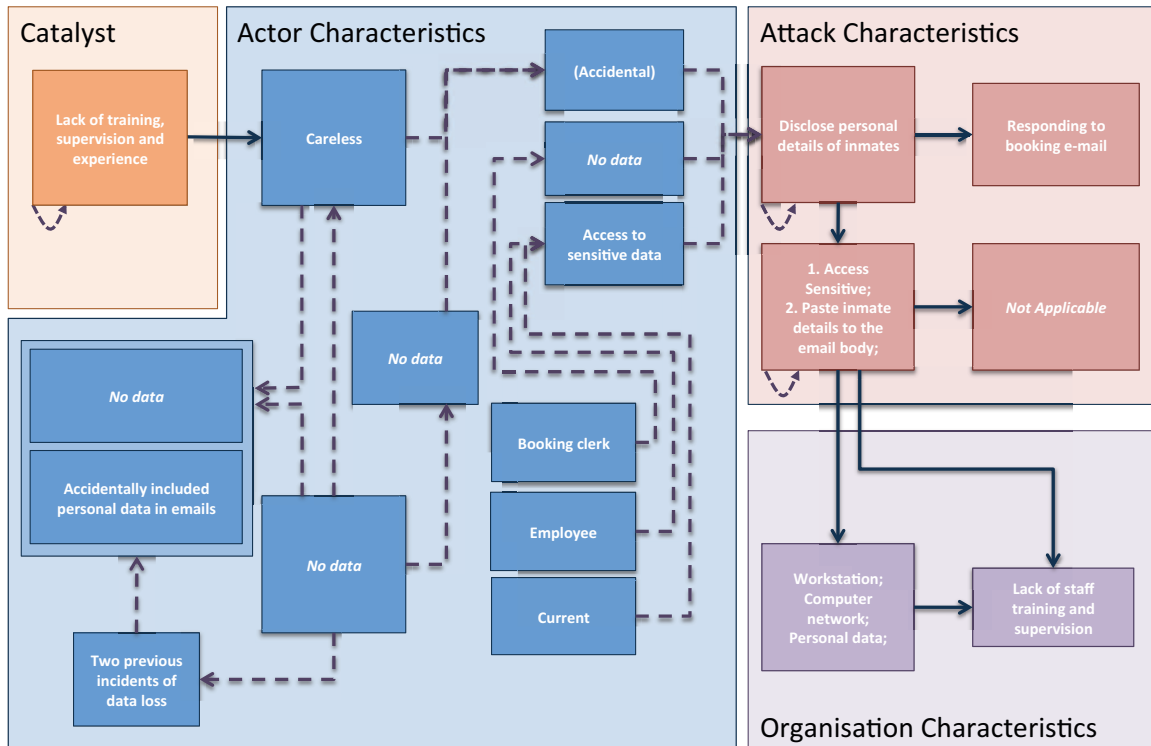 Catalyst
Lack of training,
supervision and
experience
Actor Characteristics
Careless
(Accidental)
No data
Access to
sensitive data
No data
No data
Accidentally included
personal data in emails
Booking clerk
Employee
Current
No data
Two previous
incidents of
data loss
Attack Characteristics
Disclose personal
details of inmates
Responding to
booking e-mail
1. Access
Sensitive;
2. Paste inmate
details to the
email body;
Not Applicable
Workstation;
Computer
network;
Personal data;
Lack of staff
training and
supervision
Organisation Characteristics